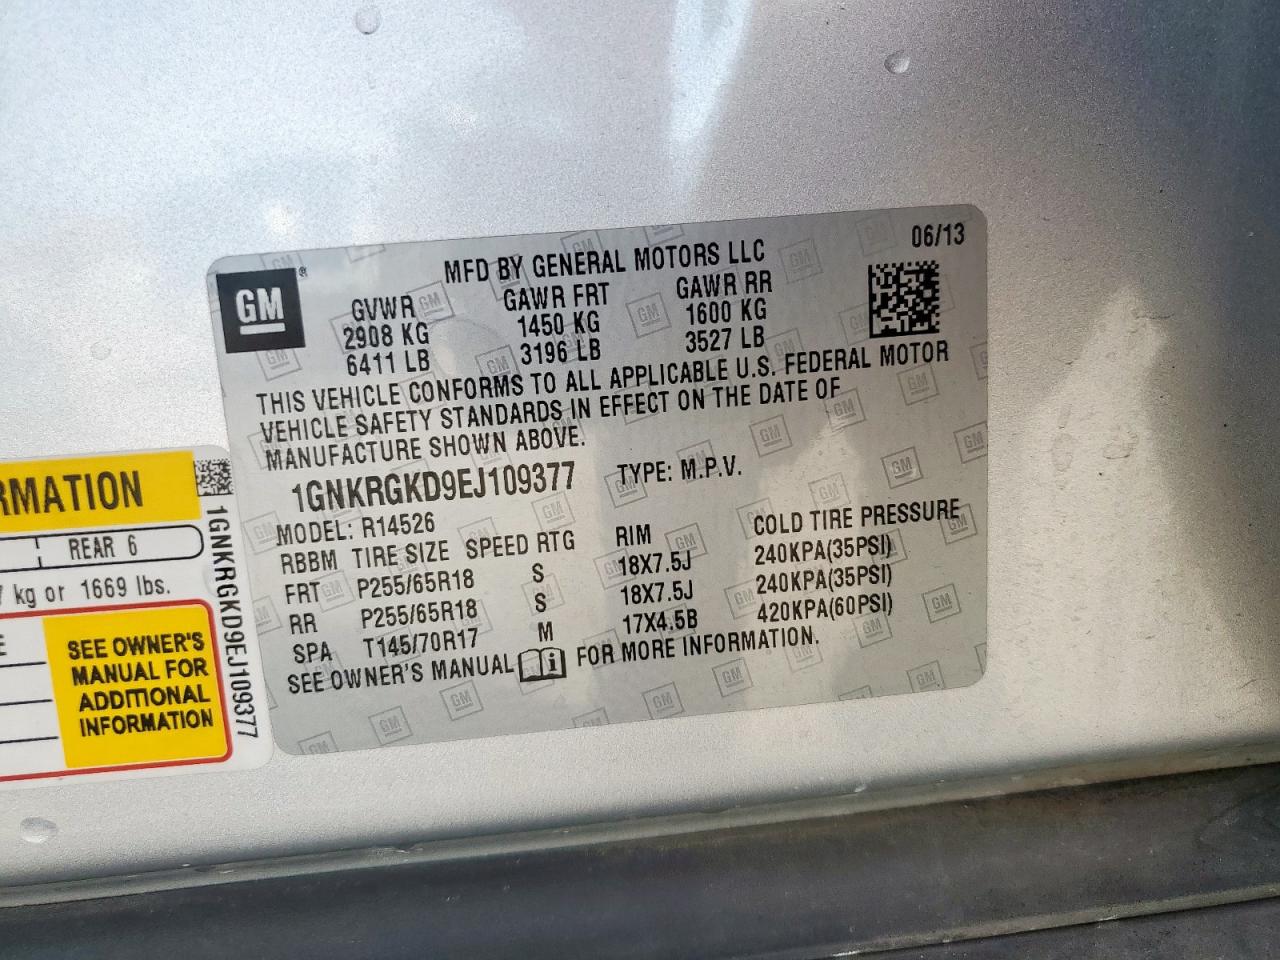 06/13
GM ®
MFD BY GENERAL MOTORS LLC
GVWR GAWR FRT GAWR RR
2908 KG 1450 KG 1600 KG
6411 LB 3196 LB 3527 LB
THIS VEHICLE CONFORMS TO ALL APPLICABLE U.S. FEDERAL MOTOR
VEHICLE SAFETY STANDARDS IN EFFECT ON THE DATE OF
MANUFACTURE SHOWN ABOVE.
1GNKRGKD9EJ109377 TYPE: M.P.V.
MODEL: R14526
RBBM TIRE SIZE SPEED RTG RIM COLD TIRE PRESSURE
FRT P255/65R18 S 18X7.5J 240KPA(35PSI)
RR P255/65R18 S 18X7.5J 240KPA(35PSI)
SPA T145/70R17 M 17X4.5B 420KPA(60PSI)
SEE OWNER'S MANUAL FOR MORE INFORMATION.
RMATION
REAR 6
7 kg or 1669 lbs.
E
SEE OWNER'S
MANUAL FOR
ADDITIONAL
INFORMATION
1GNKRGKD9EJ109377